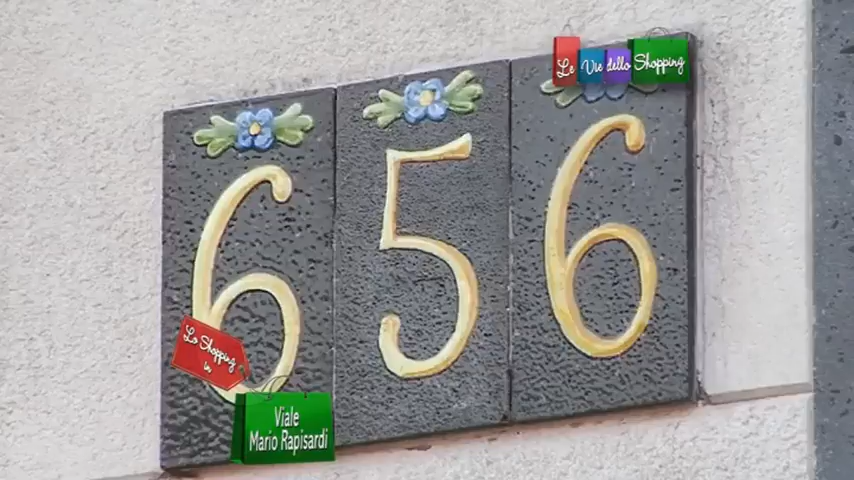 Le Vie dello Shopping
656
Lo Shopping
in
Viale
Mario Rapisardi